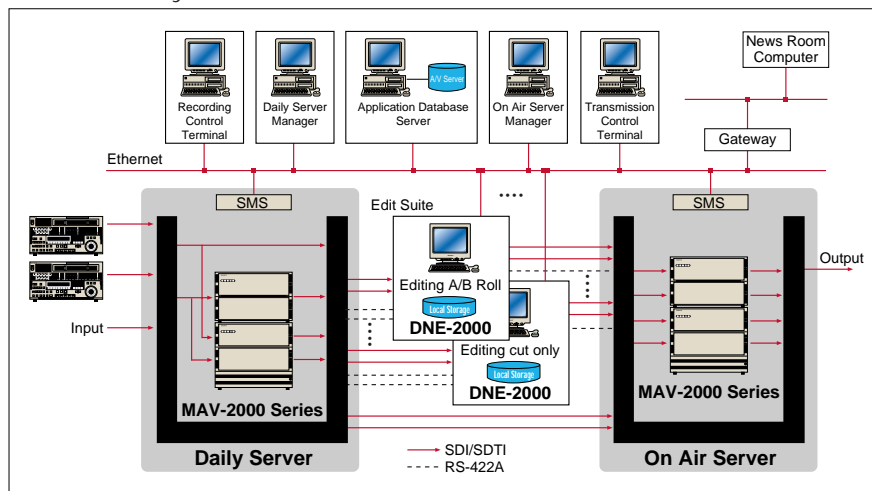 News Room
Computer
A/V Server
Recording
Control
Terminal
Daily Server
Manager
Application Database
Server
On Air Server
Manager
Transmission
Control
Terminal
Gateway
Ethernet
SMS
SMS
Edit Suite
Editing A/B Roll
Local Storage
DNE-2000
Editing cut only
Local Storage
DNE-2000
Input
Output
MAV-2000 Series
MAV-2000 Series
Daily Server
On Air Server
SDI/SDTI
RS-422A